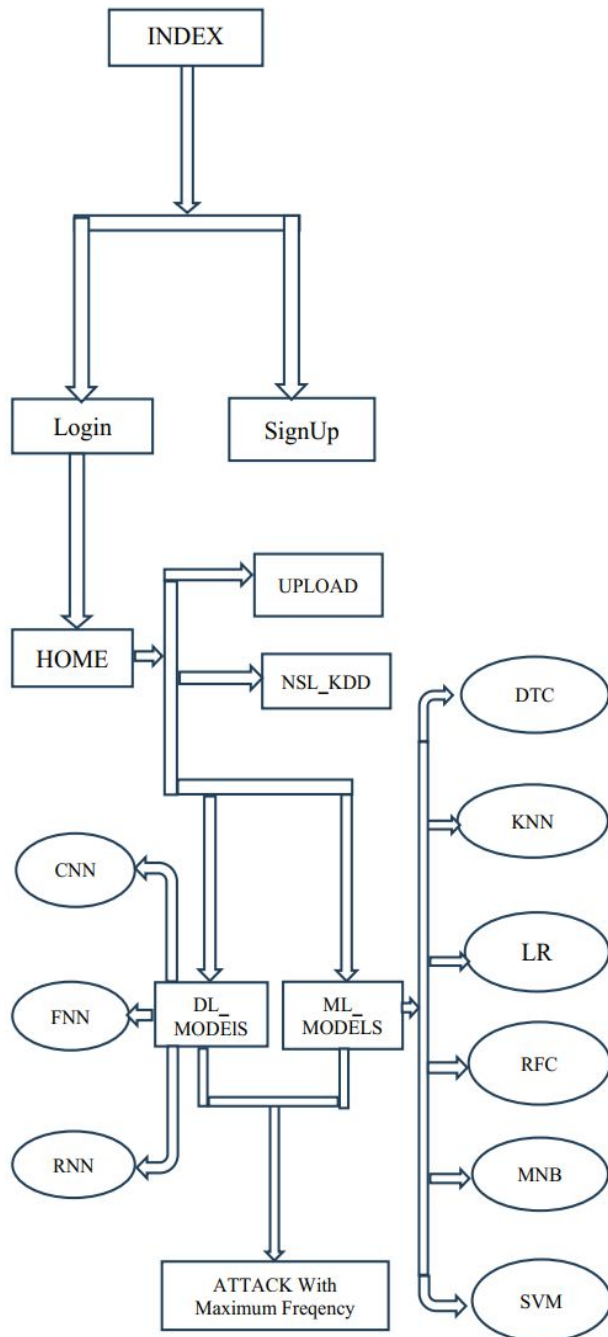 INDEX
Login
SignUp
UPLOAD
HOME
NSL_KDD
DTC
KNN
CNN
LR
DL_
MODElS
ML_
MODELS
FNN
RFC
RNN
MNB
ATTACK With
Maximum Freqency
SVM